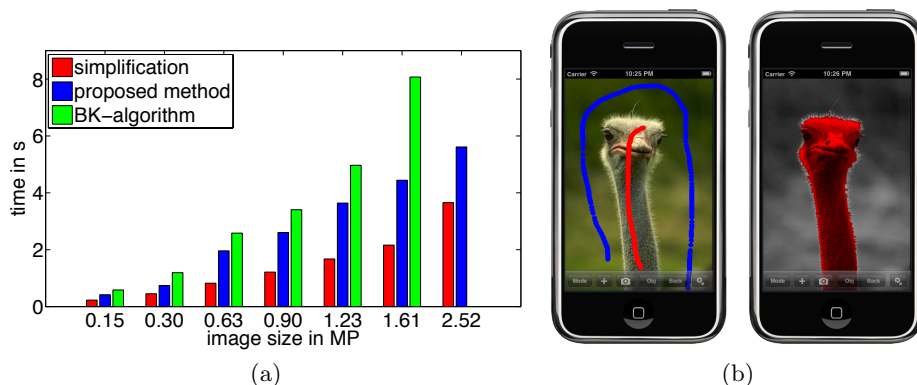 8
6
4
2
0
time in s
simplification
proposed method
BK-algorithm
0.15 0.30 0.63 0.90 1.23 1.61 2.52
image size in MP
(a)
Carrier 10:25 PM
Mode + Obj Back
Carrier 10:26 PM
Mode + Obj Back
(b)